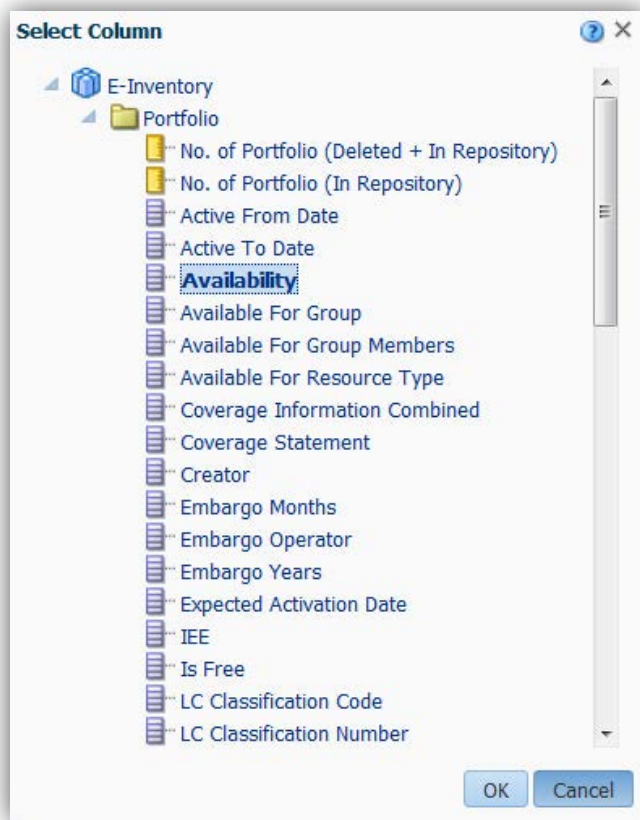 Select Column
E-Inventory
Portfolio
No. of Portfolio (Deleted + In Repository)
No. of Portfolio (In Repository)
Active From Date
Active To Date
Availability
Available For Group
Available For Group Members
Available For Resource Type
Coverage Information Combined
Coverage Statement
Creator
Embargo Months
Embargo Operator
Embargo Years
Expected Activation Date
IEE
Is Free
LC Classification Code
LC Classification Number
OK Cancel